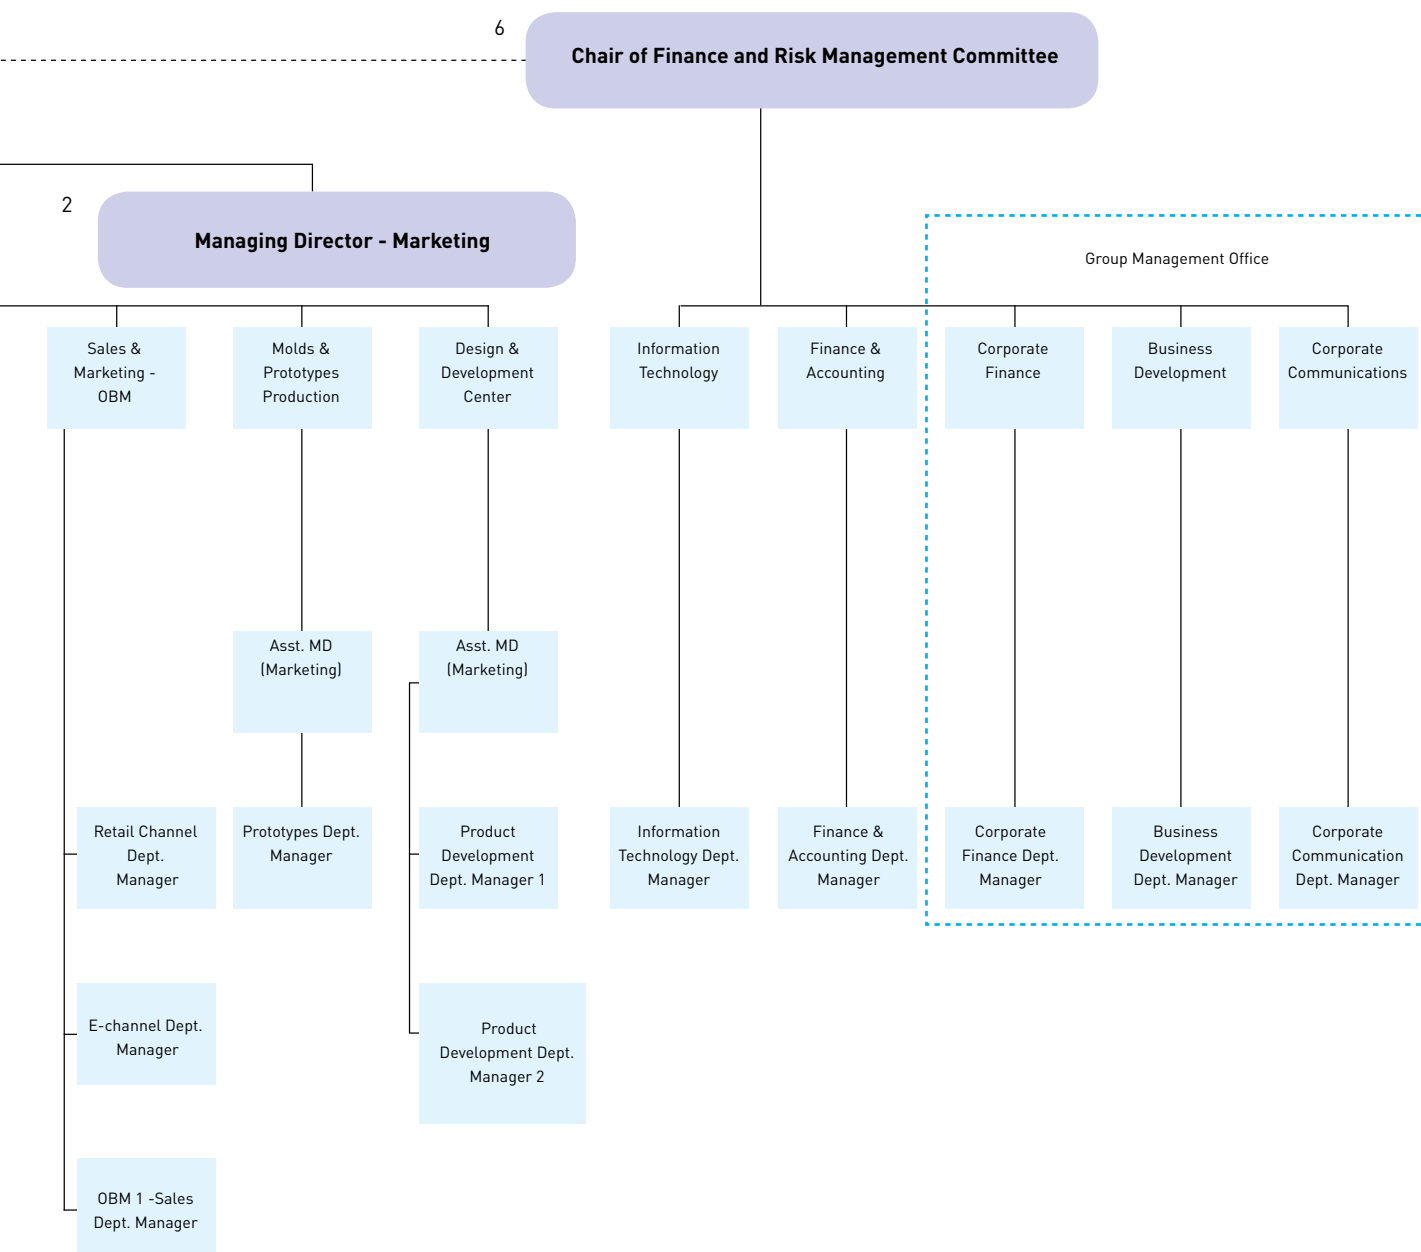 6
Chair of Finance and Risk Management Committee
2
Managing Director - Marketing
Group Management Office
Sales &
Marketing -
OBM
Molds &
Prototypes
Production
Design &
Development
Center
Information
Technology
Finance &
Accounting
Corporate
Finance
Business
Development
Corporate
Communications
Asst. MD
(Marketing)
Asst. MD
(Marketing)
Retail Channel
Dept.
Manager
Prototypes Dept.
Manager
Product
Development
Dept. Manager 1
Information
Technology Dept.
Manager
Finance &
Accounting Dept.
Manager
Corporate
Finance Dept.
Manager
Business
Development
Dept. Manager
Corporate
Communication
Dept. Manager
E-channel Dept.
Manager
Product
Development Dept.
Manager 2
OBM 1 -Sales
Dept. Manager